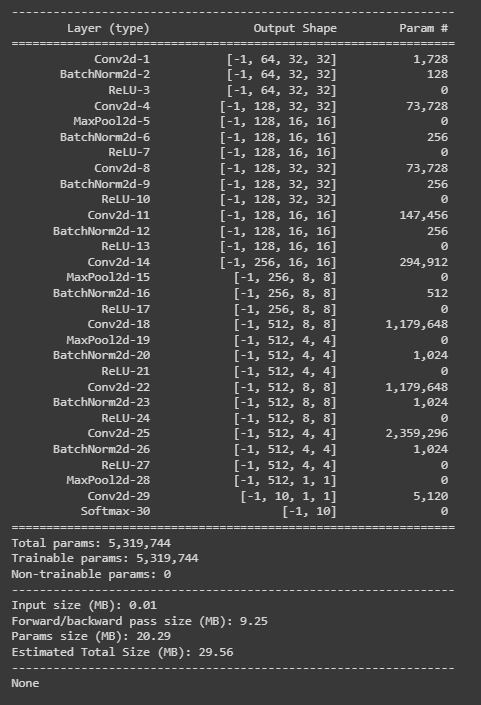 ----------------------------------------------------------------
Layer (type) Output Shape Param #
================================================================
Conv2d-1 [-1, 64, 32, 32] 1,728
BatchNorm2d-2 [-1, 64, 32, 32] 128
ReLU-3 [-1, 64, 32, 32] 0
Conv2d-4 [-1, 128, 32, 32] 73,728
MaxPool2d-5 [-1, 128, 16, 16] 0
BatchNorm2d-6 [-1, 128, 16, 16] 256
ReLU-7 [-1, 128, 16, 16] 0
Conv2d-8 [-1, 128, 32, 32] 73,728
BatchNorm2d-9 [-1, 128, 32, 32] 256
ReLU-10 [-1, 128, 32, 32] 0
Conv2d-11 [-1, 128, 16, 16] 147,456
BatchNorm2d-12 [-1, 128, 16, 16] 256
ReLU-13 [-1, 128, 16, 16] 0
Conv2d-14 [-1, 256, 16, 16] 294,912
MaxPool2d-15 [-1, 256, 8, 8] 0
BatchNorm2d-16 [-1, 256, 8, 8] 512
ReLU-17 [-1, 256, 8, 8] 0
Conv2d-18 [-1, 512, 8, 8] 1,179,648
MaxPool2d-19 [-1, 512, 4, 4] 0
BatchNorm2d-20 [-1, 512, 4, 4] 1,024
ReLU-21 [-1, 512, 4, 4] 0
Conv2d-22 [-1, 512, 8, 8] 1,179,648
BatchNorm2d-23 [-1, 512, 8, 8] 1,024
ReLU-24 [-1, 512, 8, 8] 0
Conv2d-25 [-1, 512, 4, 4] 2,359,296
BatchNorm2d-26 [-1, 512, 4, 4] 1,024
ReLU-27 [-1, 512, 4, 4] 0
MaxPool2d-28 [-1, 512, 1, 1] 0
Conv2d-29 [-1, 10, 1, 1] 5,120
Softmax-30 [-1, 10] 0
================================================================
Total params: 5,319,744
Trainable params: 5,319,744
Non-trainable params: 0
----------------------------------------------------------------
Input size (MB): 0.01
Forward/backward pass size (MB): 9.25
Params size (MB): 20.29
Estimated Total Size (MB): 29.56
----------------------------------------------------------------
None